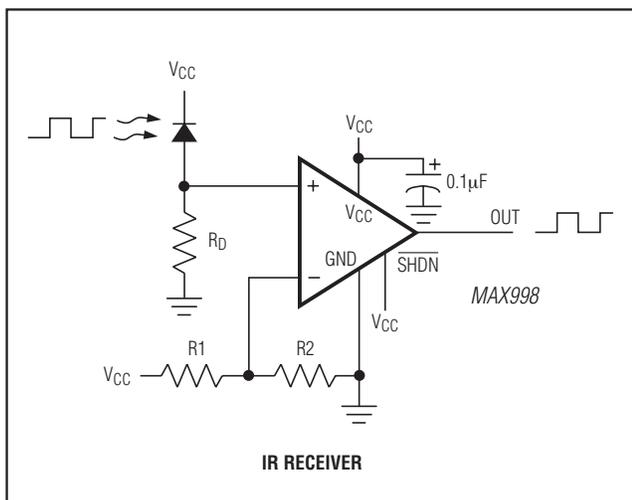 VCC
VCC
+
0.1µF
+
VCC
RD
OUT
GND
SHDN
−
MAX998
VCC
R1
R2
VCC
IR RECEIVER